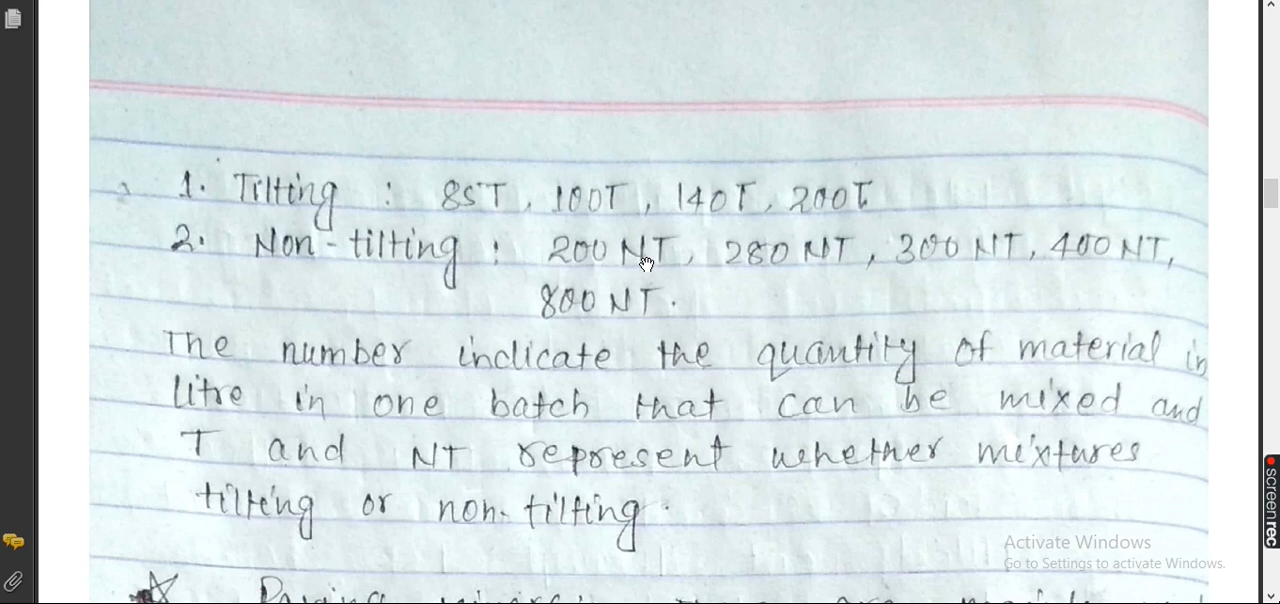 1. Tilting : 85T, 100T, 140T, 200T
2. Non-tilting : 200 NT, 280 NT, 300 NT, 400 NT,
800 NT.
The number indicate the quantity of material in
litre in one batch that can be mixed and
T and NT represent whether mixtures
tilting or non-tilting.
Activate Windows
Go to Settings to activate Windows.
screenrec